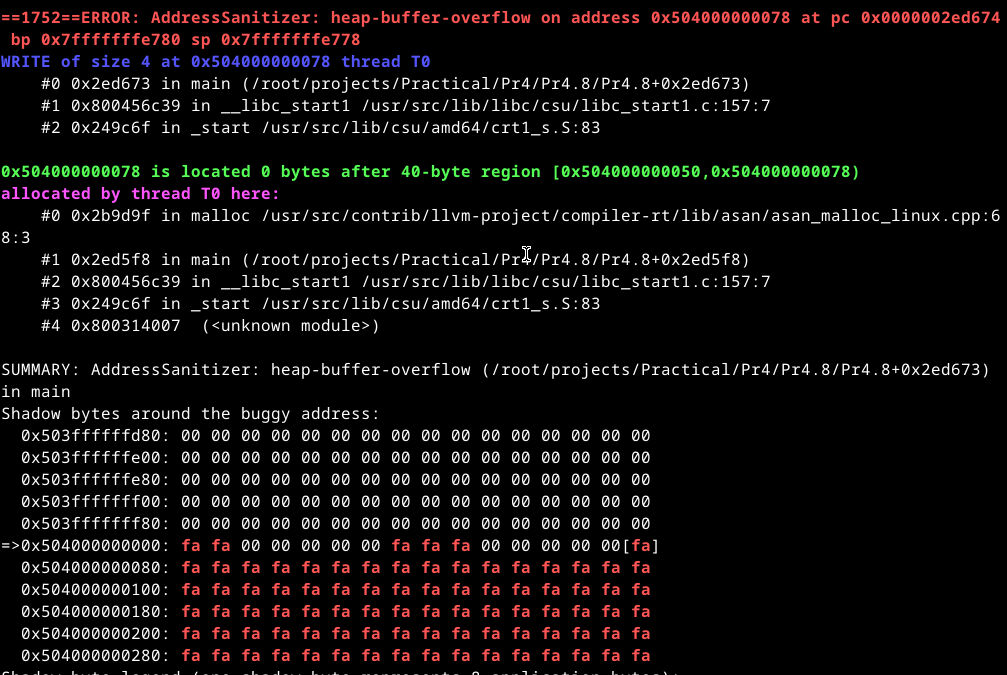 ==1752==ERROR: AddressSanitizer: heap-buffer-overflow on address 0x504000000078 at pc 0x0000002ed674
 bp 0x7fffffffe780 sp 0x7fffffffe778
WRITE of size 4 at 0x504000000078 thread T0
    #0 0x2ed673 in main (/root/projects/Practical/Pr4/Pr4.8/Pr4.8+0x2ed673)
    #1 0x800456c39 in __libc_start1 /usr/src/lib/libc/csu/libc_start1.c:157:7
    #2 0x249c6f in _start /usr/src/lib/csu/amd64/crt1_s.S:83

0x504000000078 is located 0 bytes after 40-byte region [0x504000000050,0x504000000078)
allocated by thread T0 here:
    #0 0x2b9d9f in malloc /usr/src/contrib/llvm-project/compiler-rt/lib/asan/asan_malloc_linux.cpp:6
8:3
    #1 0x2ed5f8 in main (/root/projects/Practical/Pr4/Pr4.8/Pr4.8+0x2ed5f8)
    #2 0x800456c39 in __libc_start1 /usr/src/lib/libc/csu/libc_start1.c:157:7
    #3 0x249c6f in _start /usr/src/lib/csu/amd64/crt1_s.S:83
    #4 0x800314007  (<unknown module>)

SUMMARY: AddressSanitizer: heap-buffer-overflow (/root/projects/Practical/Pr4/Pr4.8/Pr4.8+0x2ed673)
in main
Shadow bytes around the buggy address:
  0x503ffffffd80: 00 00 00 00 00 00 00 00 00 00 00 00 00 00 00 00
  0x503ffffffe00: 00 00 00 00 00 00 00 00 00 00 00 00 00 00 00 00
  0x503ffffffe80: 00 00 00 00 00 00 00 00 00 00 00 00 00 00 00 00
  0x503fffffff00: 00 00 00 00 00 00 00 00 00 00 00 00 00 00 00 00
  0x503fffffff80: 00 00 00 00 00 00 00 00 00 00 00 00 00 00 00 00
=>0x504000000000: fa fa 00 00 00 00 00 fa fa fa 00 00 00 00 00[fa]
  0x504000000080: fa fa fa fa fa fa fa fa fa fa fa fa fa fa fa fa
  0x504000000100: fa fa fa fa fa fa fa fa fa fa fa fa fa fa fa fa
  0x504000000180: fa fa fa fa fa fa fa fa fa fa fa fa fa fa fa fa
  0x504000000200: fa fa fa fa fa fa fa fa fa fa fa fa fa fa fa fa
  0x504000000280: fa fa fa fa fa fa fa fa fa fa fa fa fa fa fa fa